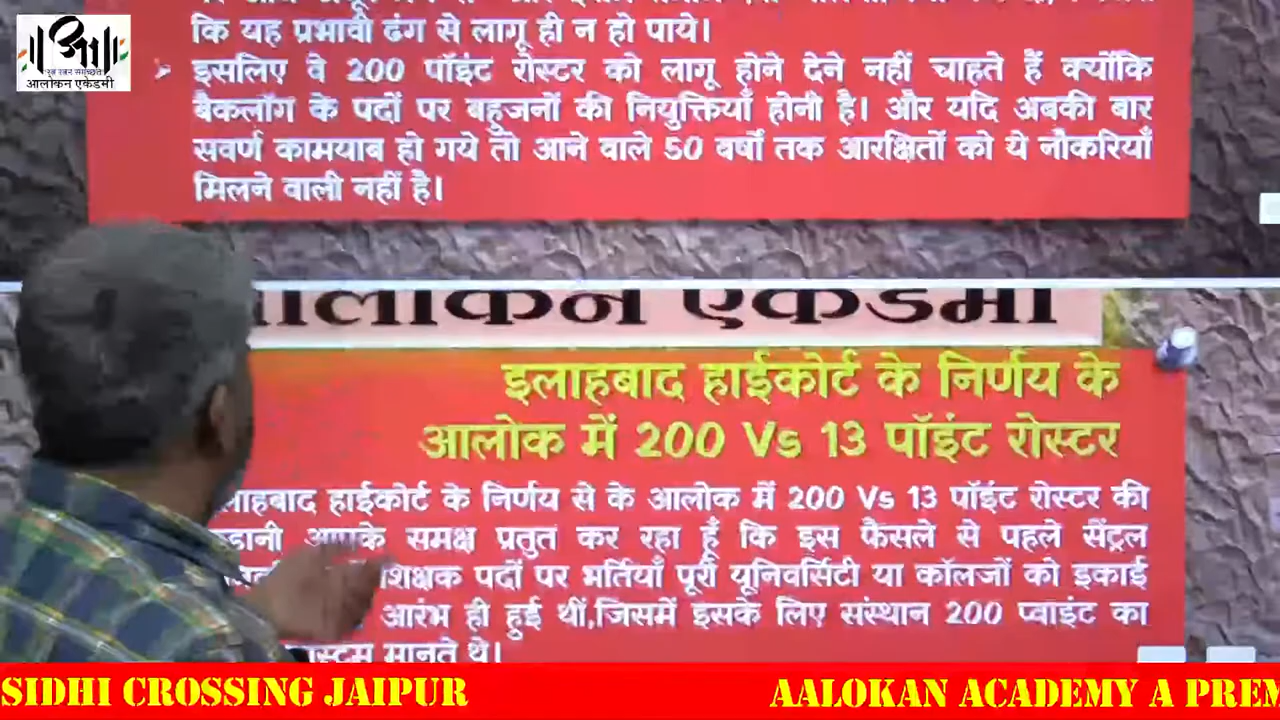 कि यह प्रभावी ढंग से लागू ही न हो पाये।
इसलिए वे 200 पॉइंट रोस्टर को लागू होने देने नहीं चाहते हैं क्योंकि
बैकलॉग के पदों पर बहुजनों की नियुक्तियाँ होनी है। और यदि अबकी बार
सवर्ण कामयाब हो गये तो आने वाले 50 वर्षों तक आरक्षितों को ये नौकरियाँ
मिलने वाली नहीं है।
आलोकन एकेडमी
एकेडमी
इलाहबाद हाईकोर्ट के निर्णय के
आलोक में 200 Vs 13 पॉइंट रोस्टर
हाईकोर्ट के निर्णय से के आलोक में 200 Vs 13 पॉइंट रोस्टर की
समक्ष प्रतुत कर रहा हूँ कि इस फैसले से पहले सेंट्रल
शिक्षक पदों पर भर्तियाँ पूरी यूनिवर्सिटी या कॉलजों को इकाई
आरंभ ही हुई थीं,जिसमें इसके लिए संस्थान 200 प्वाइंट का
मानते थे।
SIDHI CROSSING JAIPUR
AALOKAN ACADEMY A PREM